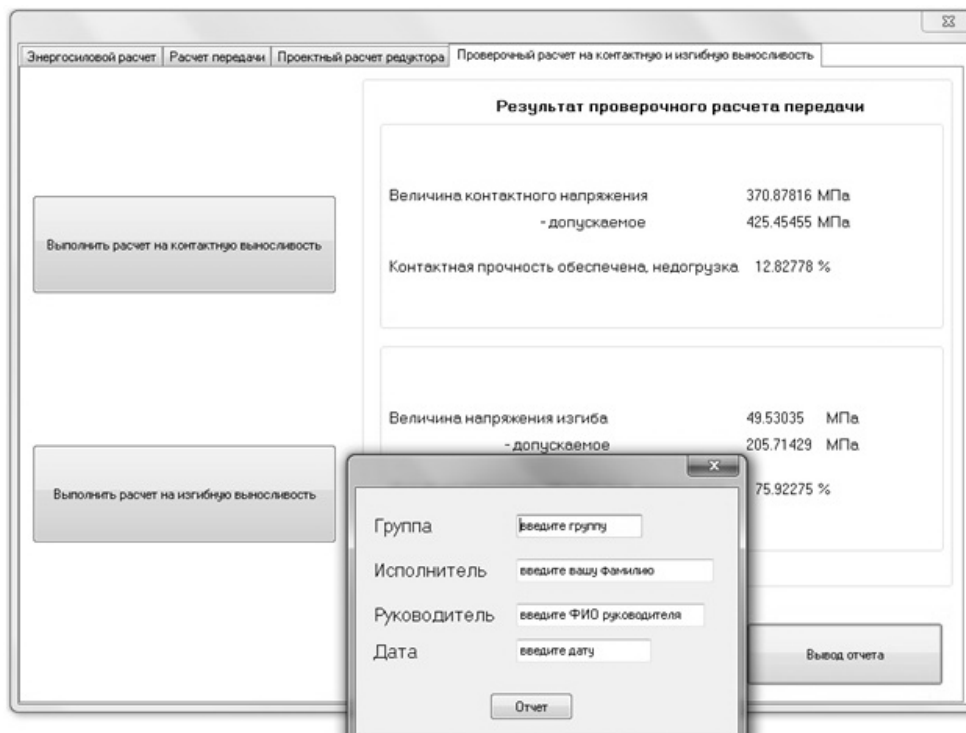 Энергосиловой расчет
Расчет передачи
Проектный расчет редуктора
Проверочный расчет на контактную и изгибную выносливость
Результат проверочного расчета передачи
Выполнить расчет на контактную выносливость
Величина контактного напряжения 370.87816 МПа
- допускаемое 425.45455 МПа
Контактная прочность обеспечена, недогрузка 12.82778 %
Выполнить расчет на изгибную выносливость
Величина напряжения изгиба 49.53035 МПа
- допускаемое 205.71429 МПа
75.92275 %
Группа введите группу
Исполнитель введите вашу фамилию
Руководитель введите ФИО руководителя
Дата введите дату
Отчет
Вывод отчета